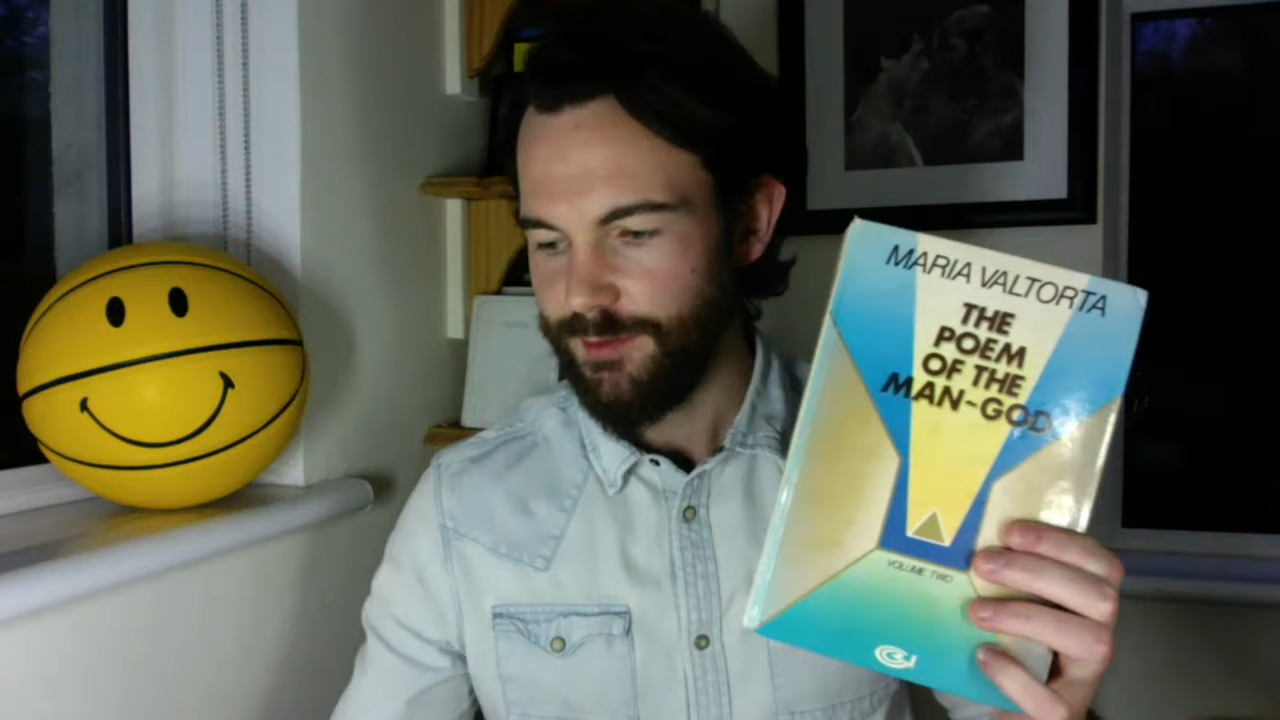 MARIA VALTORTA
THE
POEM
OF THE
MAN-GOD
VOLUME TWO